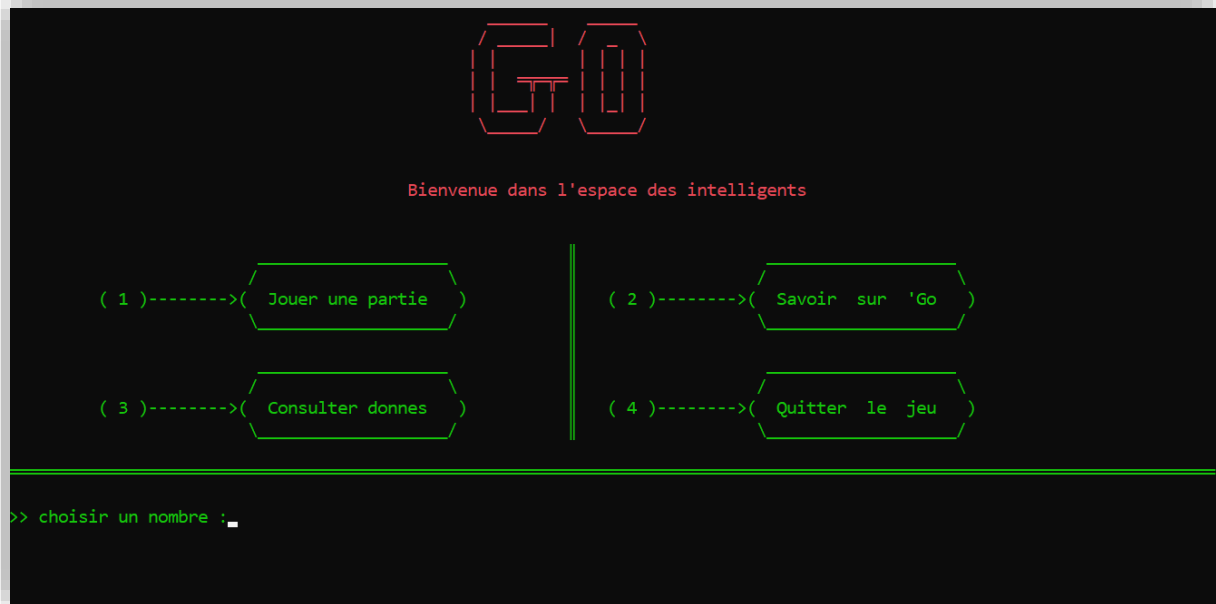 GO
Bienvenue dans l'espace des intelligents
( 1 )-------->( Jouer une partie )
( 2 )-------->( Savoir sur 'Go )
( 3 )-------->( Consulter donnes )
( 4 )-------->( Quitter le jeu )
>> choisir un nombre :